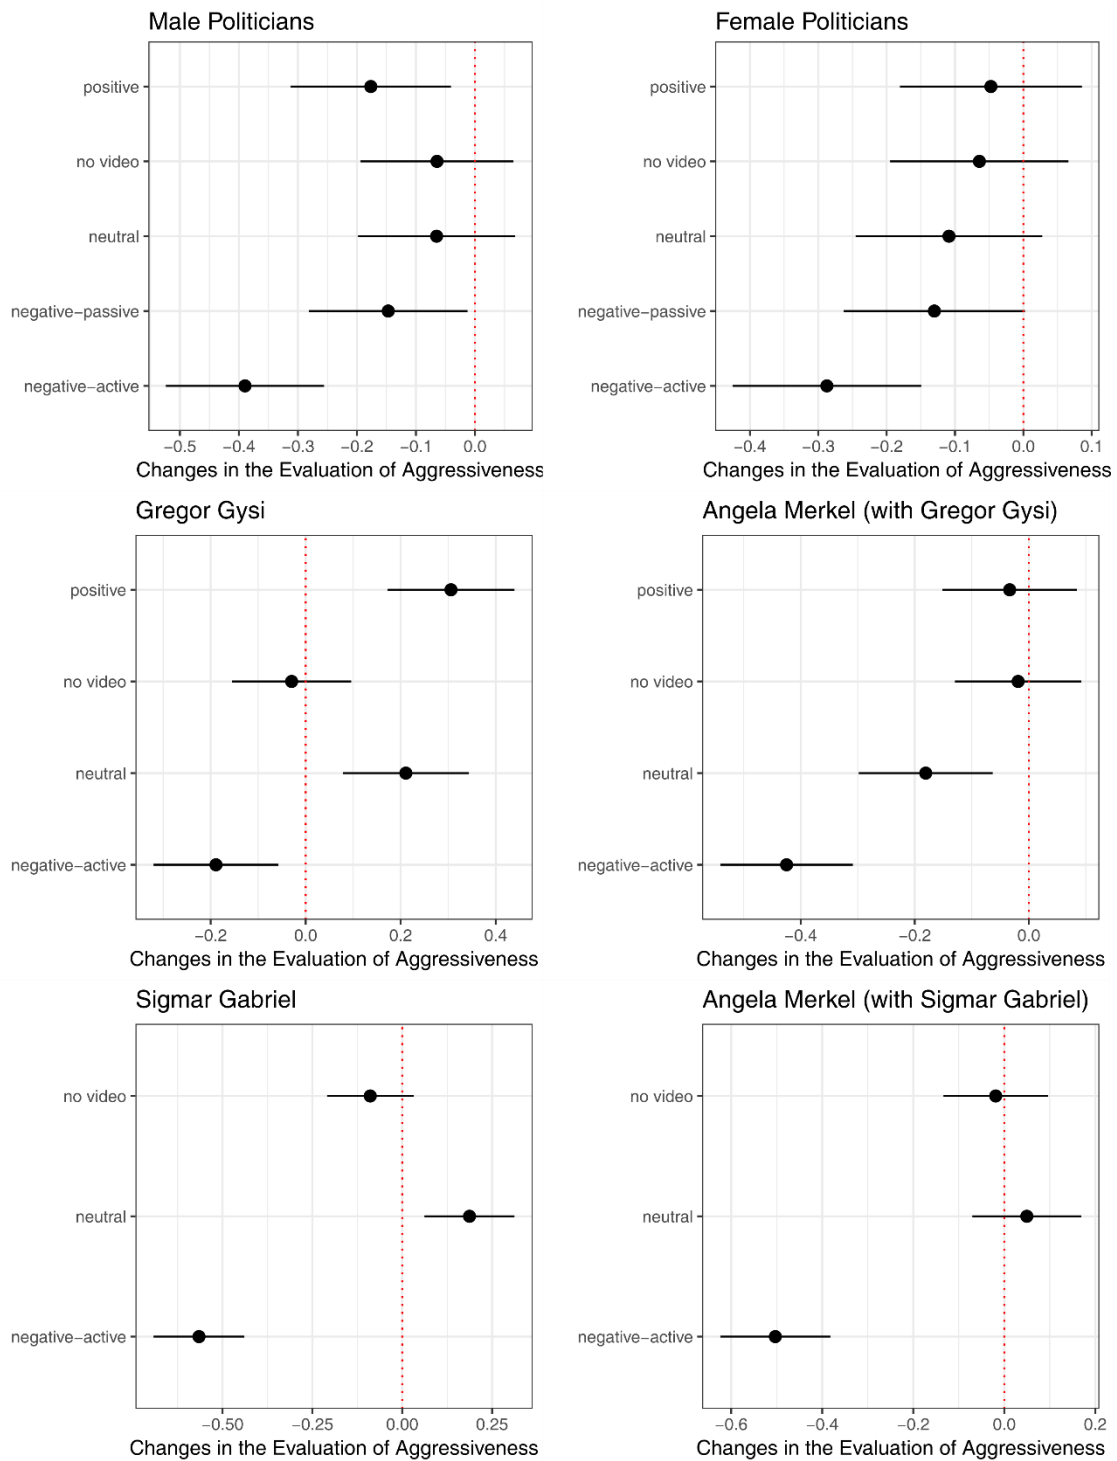 Male Politicians
positive
no video
neutral
negative−passive
negative−active
−0.5 −0.4 −0.3 −0.2 −0.1 0.0
Changes in the Evaluation of Aggressiveness
Female Politicians
positive
no video
neutral
negative−passive
negative−active
−0.4 −0.3 −0.2 −0.1 0.0 0.1
Changes in the Evaluation of Aggressiveness
Gregor Gysi
positive
no video
neutral
negative−active
−0.2 0.0 0.2 0.4
Changes in the Evaluation of Aggressiveness
Angela Merkel (with Gregor Gysi)
positive
no video
neutral
negative−active
−0.4 −0.2 0.0
Changes in the Evaluation of Aggressiveness
Sigmar Gabriel
no video
neutral
negative−active
−0.50 −0.25 0.00 0.25
Changes in the Evaluation of Aggressiveness
Angela Merkel (with Sigmar Gabriel)
no video
neutral
negative−active
−0.6 −0.4 −0.2 0.0 0.2
Changes in the Evaluation of Aggressiveness